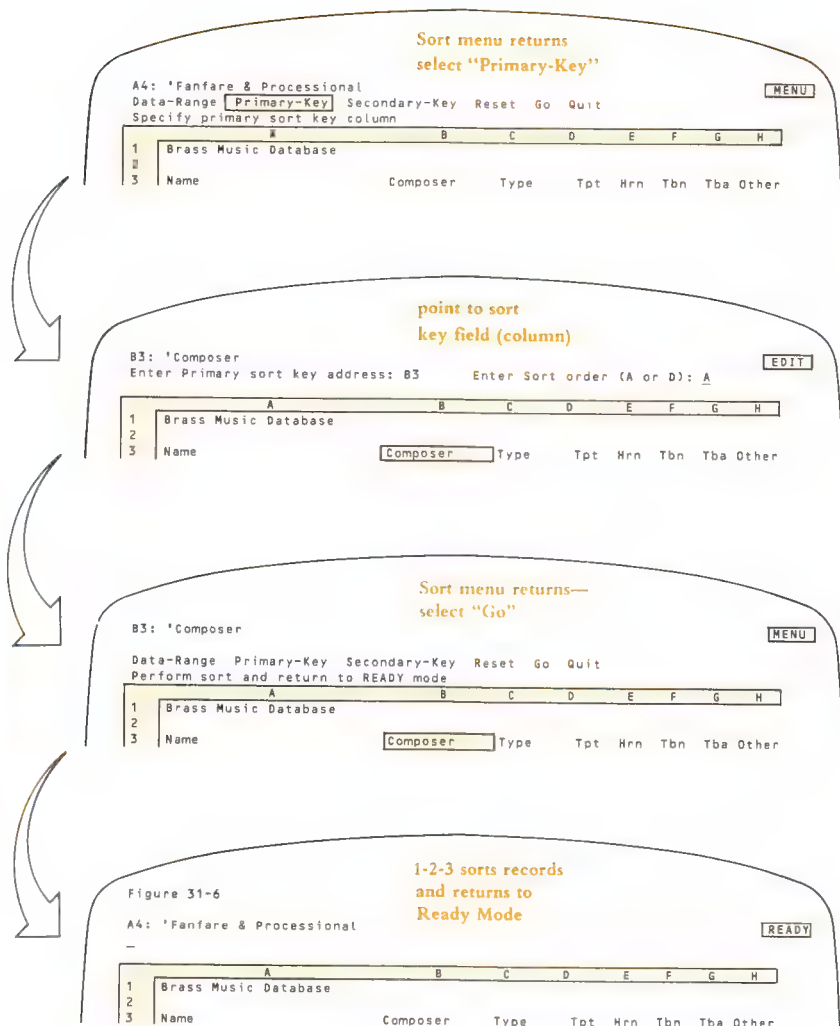 Sort menu returns
select “Primary-Key”
A4: 'Fanfare & Processional
MENU
Data-Range Primary-Key Secondary-Key Reset Go Quit
Specify primary sort key column
B C D E F G H
1 Brass Music Database
3 Name Composer Type Tpt Hrn Tbn Tba Other
point to sort
key field (column)
B3: 'Composer
EDIT
Enter Primary sort key address: B3 Enter Sort order (A or D): A
A B C D E F G H
1 Brass Music Database
2
3 Name Composer Type Tpt Hrn Tbn Tba Other
Sort menu returns—
select “Go”
B3: 'Composer
MENU
Data-Range Primary-Key Secondary-Key Reset Go Quit
Perform sort and return to READY mode
A B C D E F G H
1 Brass Music Database
2
3 Name Composer Type Tpt Hrn Tbn Tba Other
1-2-3 sorts records
and returns to
Ready Mode
Figure 31-6
A4: 'Fanfare & Processional
READY
A B C D E F G H
1 Brass Music Database
2
3 Name Composer Type Tpt Hrn Tbn Tba Other